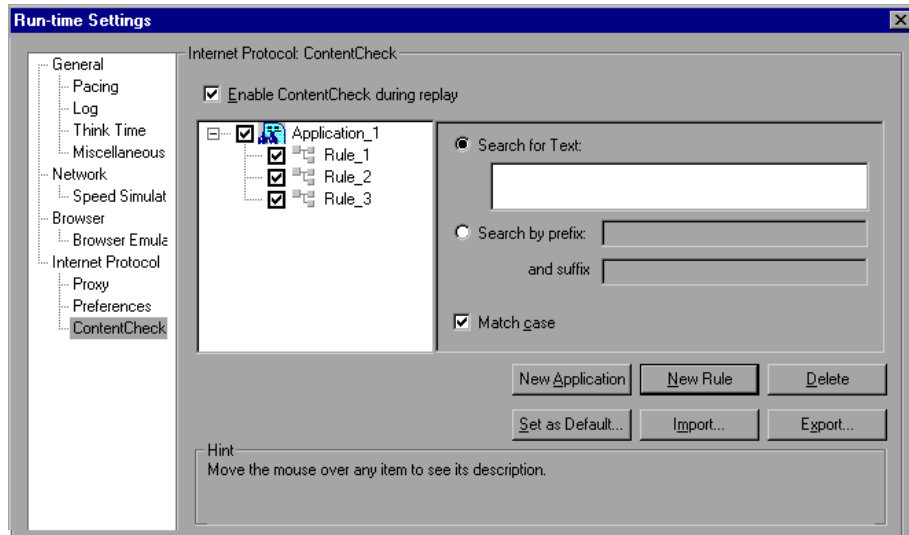 Run-time Settings
General
Pacing
Log
Think Time
Miscellaneous
Network
Speed Simulat
Browser
Browser Emula
Internet Protocol
Proxy
Preferences
ContentCheck
Internet Protocol: ContentCheck
Enable ContentCheck during replay
Application_1
Rule_1
Rule_2
Rule_3
Search for Text:
Search by prefix:
and suffix
Match case
New Application New Rule Delete
Set as Default... Import... Export...
Hint
Move the mouse over any item to see its description.